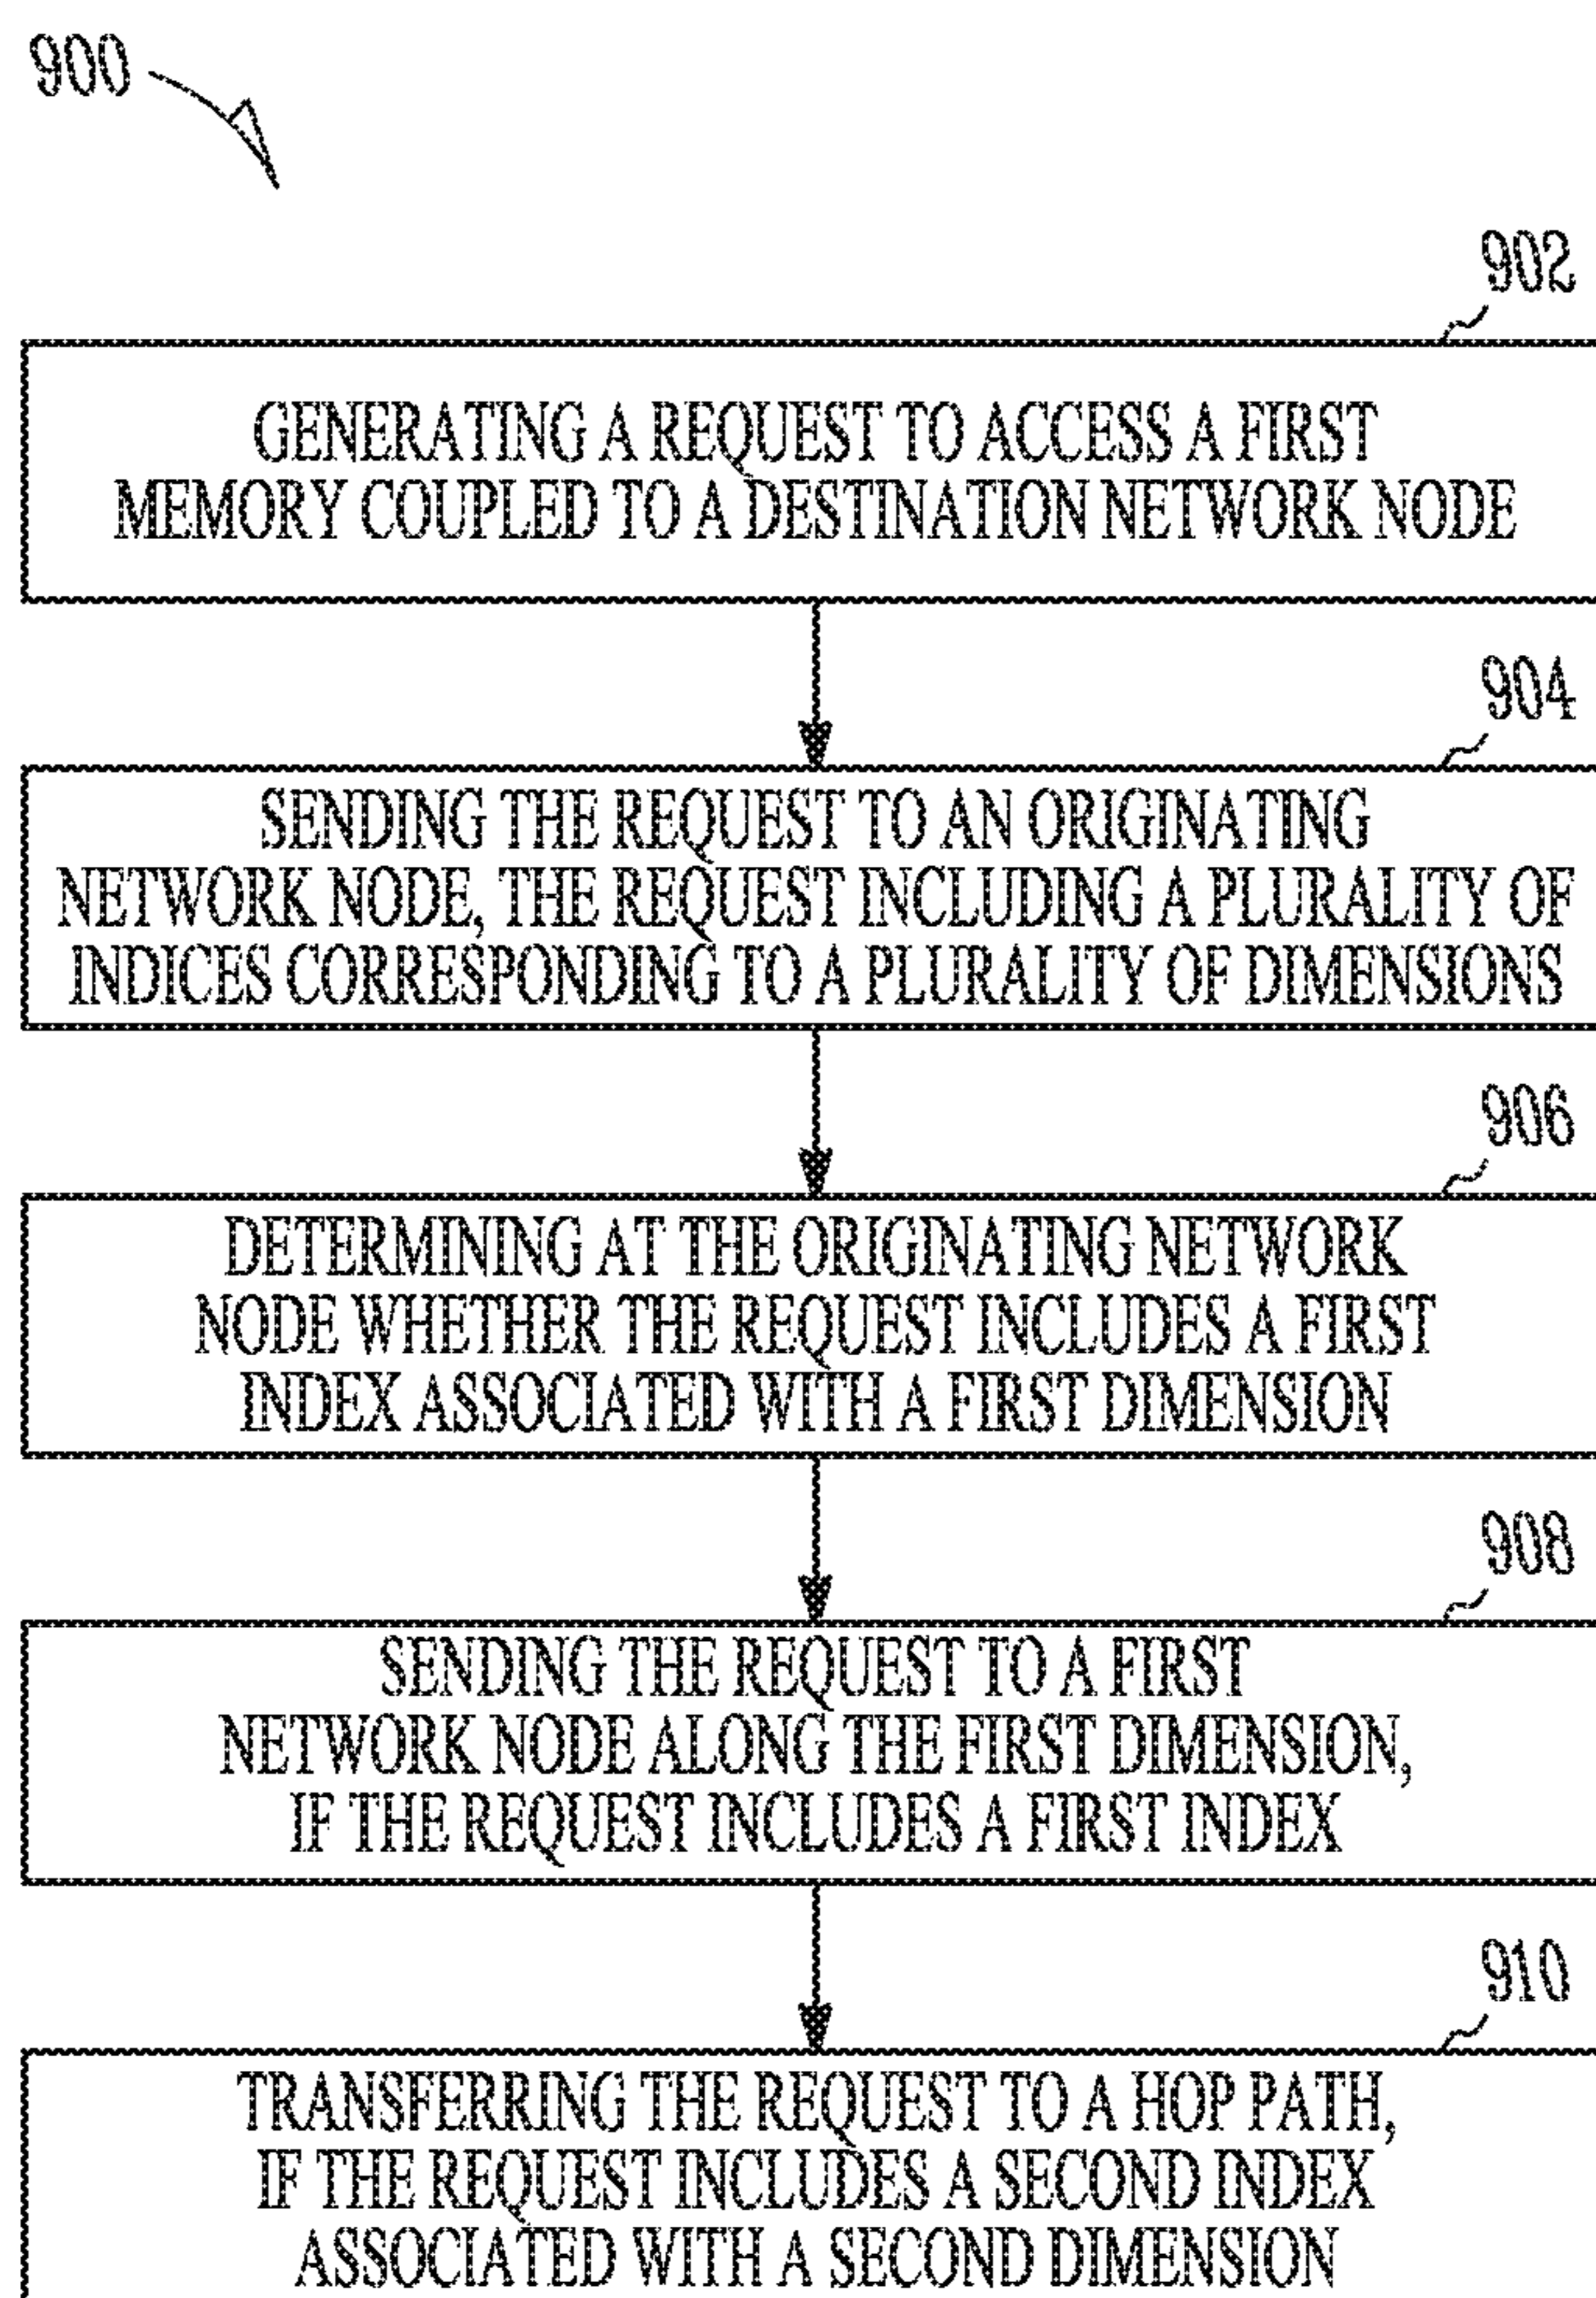 900
902
GENERATING A REQUEST TO ACCESS A FIRST
MEMORY COUPLED TO A DESTINATION NETWORK NODE
904
SENDING THE REQUEST TO AN ORIGINATING
NETWORK NODE, THE REQUEST INCLUDING A PLURALITY OF
INDICES CORRESPONDING TO A PLURALITY OF DIMENSIONS
906
DETERMINING AT THE ORIGINATING NETWORK
NODE WHETHER THE REQUEST INCLUDES A FIRST
INDEX ASSOCIATED WITH A FIRST DIMENSION
908
SENDING THE REQUEST TO A FIRST
NETWORK NODE ALONG THE FIRST DIMENSION,
IF THE REQUEST INCLUDES A FIRST INDEX
910
TRANSFERRING THE REQUEST TO A HOP PATH,
IF THE REQUEST INCLUDES A SECOND INDEX
ASSOCIATED WITH A SECOND DIMENSION